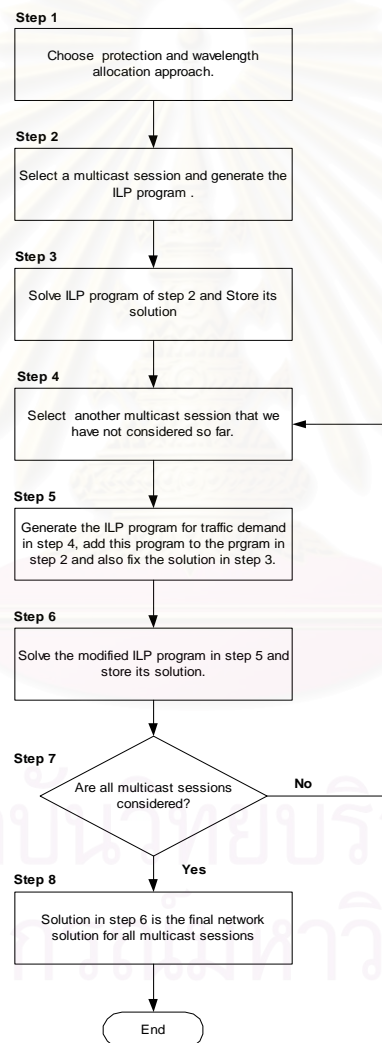 Step 1
Choose protection and wavelength
allocation approach.
Step 2
Select a multicast session and generate the
ILP program .
Step 3
Solve ILP program of step 2 and Store its
solution
Step 4
Select another multicast session that we
have not considered so far.
Step 5
Generate the ILP program for traffic demand
in step 4, add this program to the prgram in
step 2 and also fix the solution in step 3.
Step 6
Solve the modified ILP program in step 5 and
store its solution.
Step 7
Are all multicast sessions
considered?
No
Yes
Step 8
Solution in step 6 is the final network
solution for all multicast sessions
End